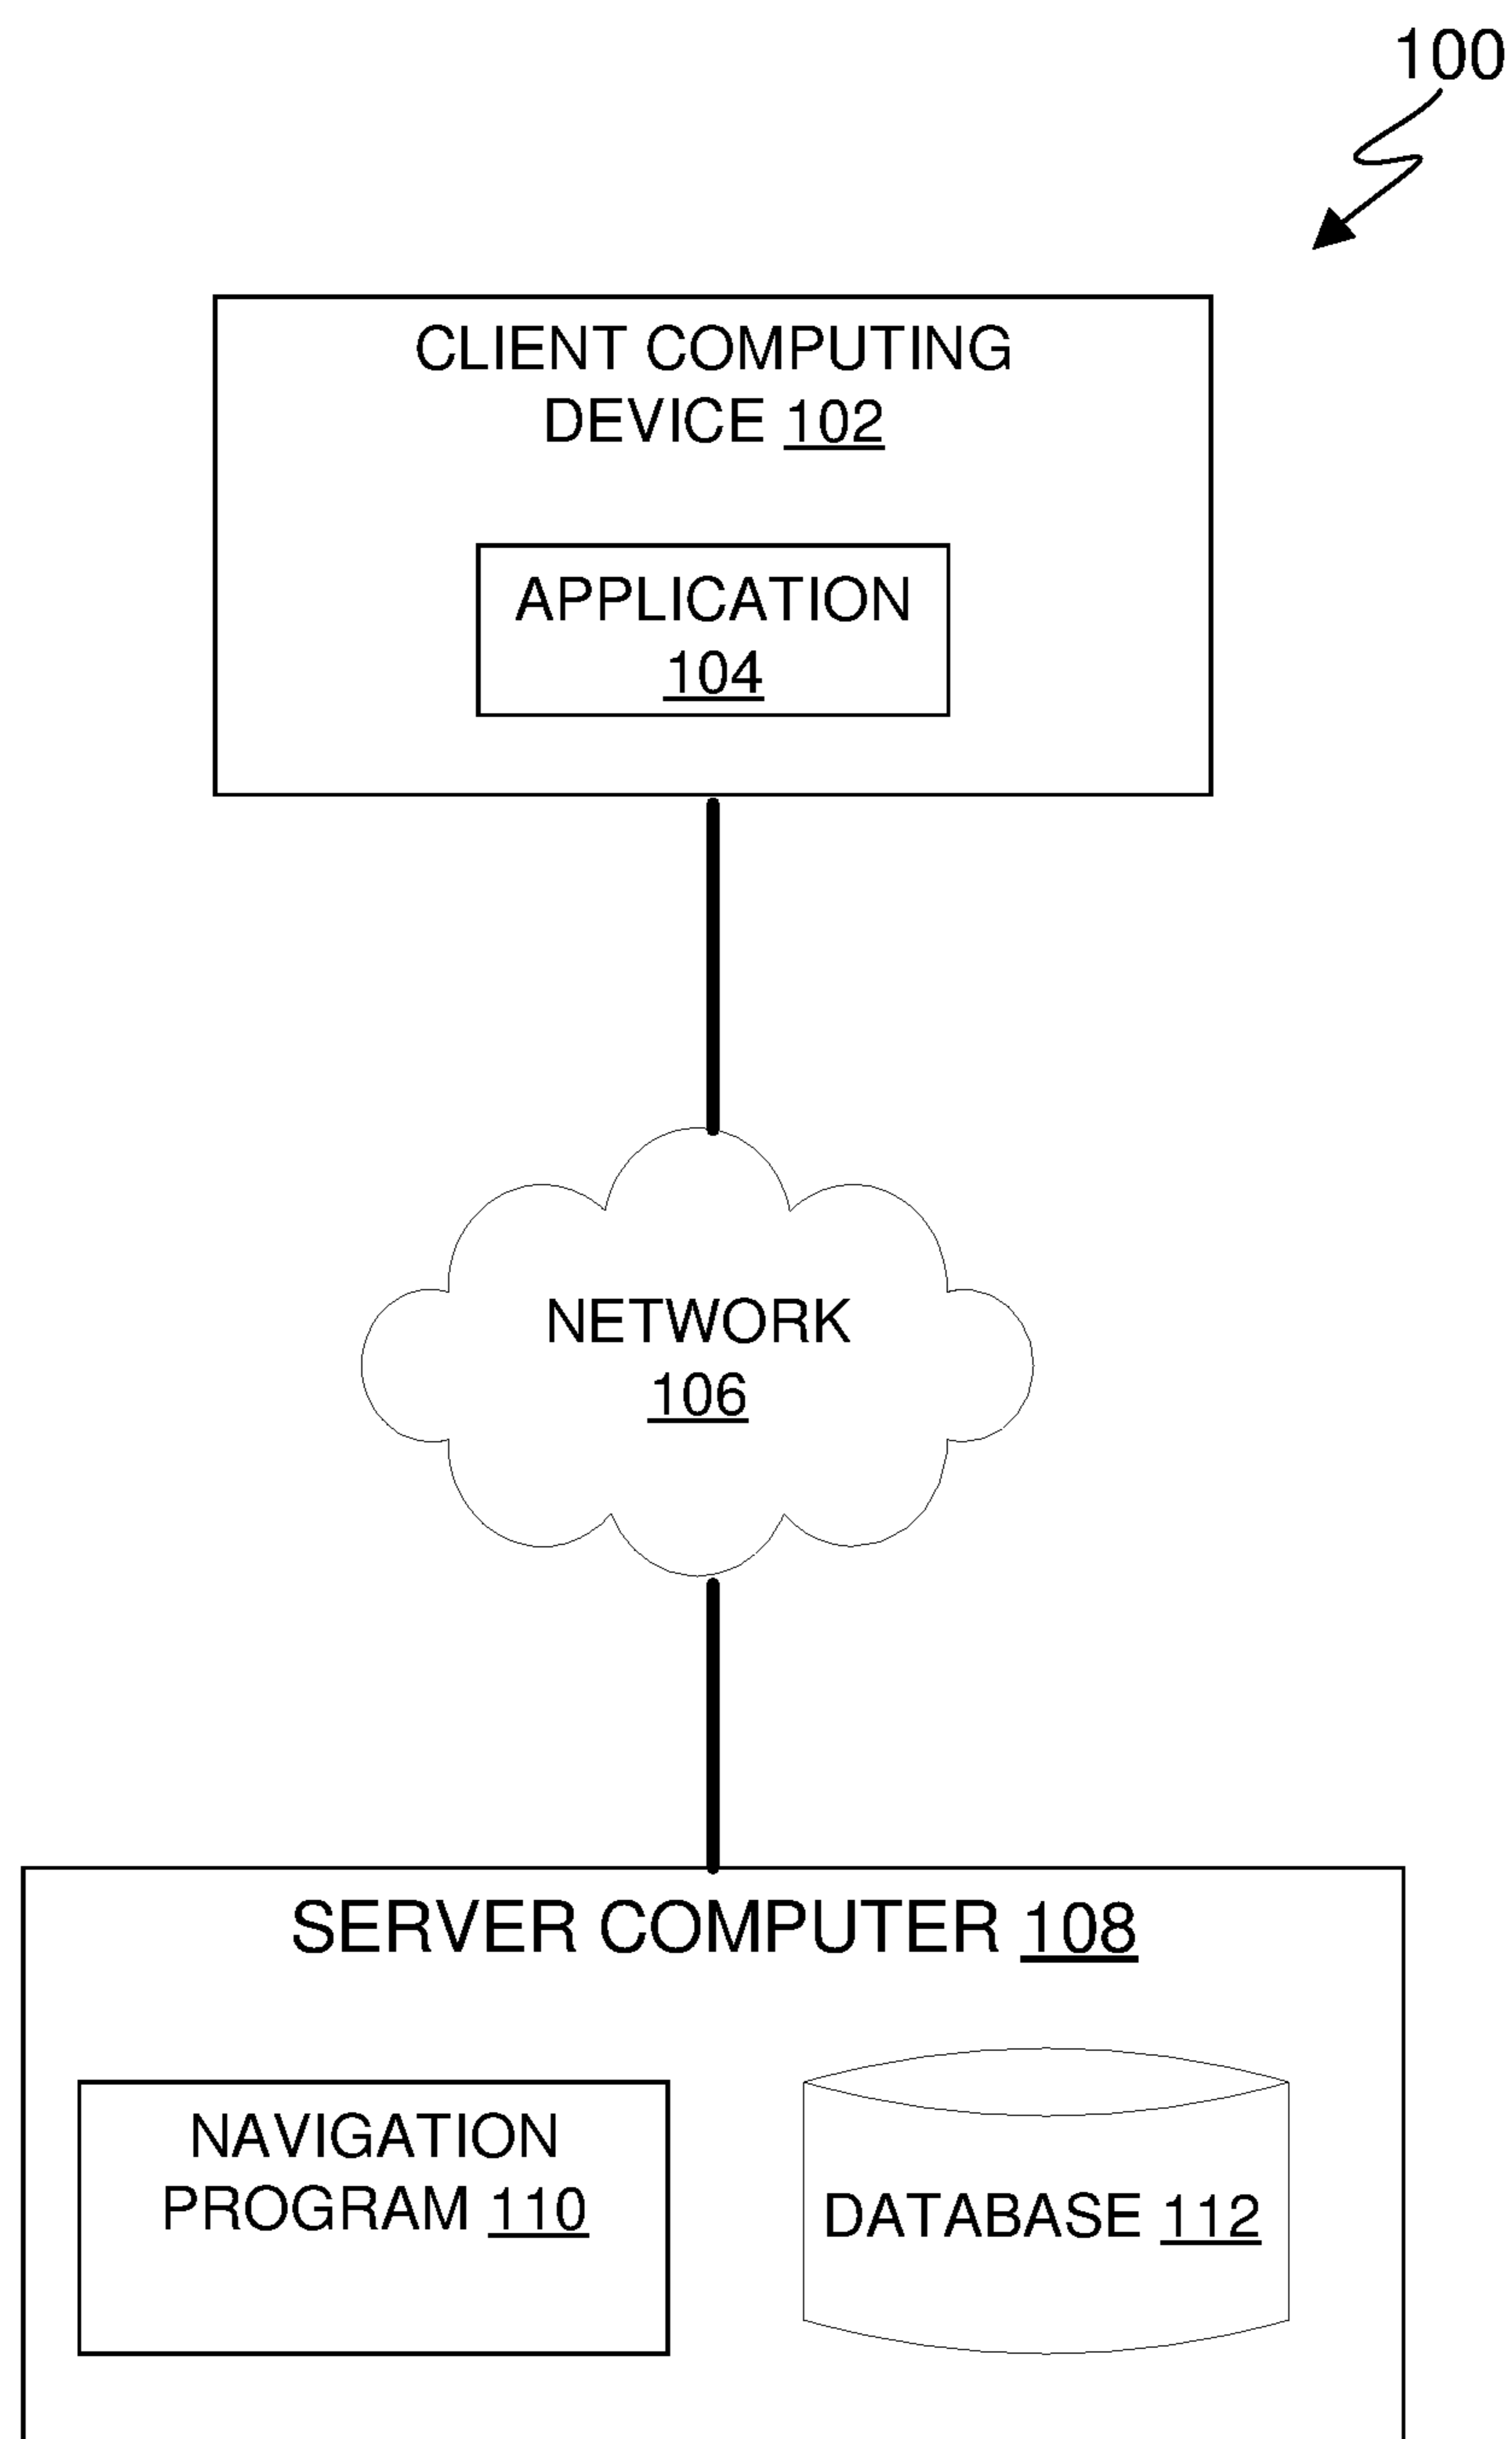 100
CLIENT COMPUTING
DEVICE 102
APPLICATION
104
NETWORK
106
SERVER COMPUTER 108
NAVIGATION
PROGRAM 110
DATABASE 112